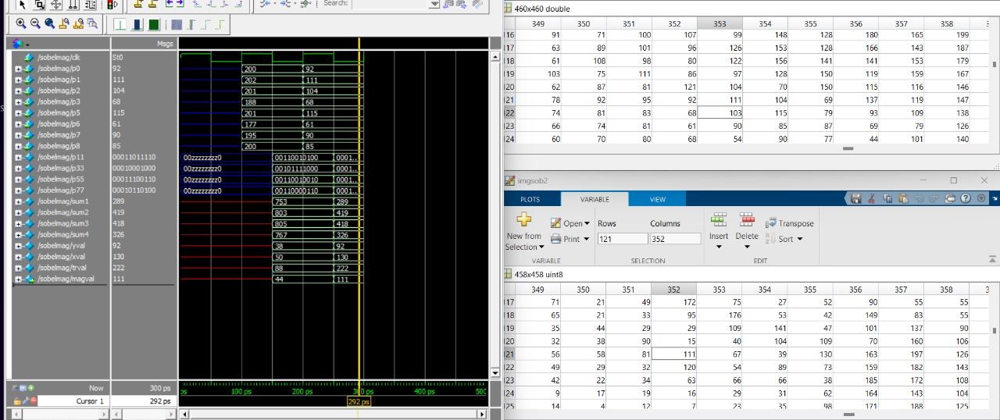 Search:
Msgs
/sobelmag/clk St0
/sobelmag/p0 92 200 92
/sobelmag/p1 111 202 111
/sobelmag/p2 104 201 104
/sobelmag/p3 68 188 68
/sobelmag/p5 115 201 115
/sobelmag/p6 61 177 61
/sobelmag/p7 90 195 90
/sobelmag/p8 85 200 85
/sobelmag/p11 00011011110 00zzzzzzzz0 00110010100 0001..
/sobelmag/p33 00010001000 00zzzzzzzz0 00101111000 0001..
/sobelmag/p55 00011100110 00zzzzzzzz0 00110010010 0001..
/sobelmag/p77 00010110100 00zzzzzzzz0 00110000110 0001..
/sobelmag/sum1 289 753 289
/sobelmag/sum2 419 803 419
/sobelmag/sum3 418 805 418
/sobelmag/sum4 326 767 326
/sobelmag/yval 92 38 92
/sobelmag/xval 130 50 130
/sobelmag/trval 222 88 222
/sobelmag/magval 111 44 111
Now 300 ps
ps 100 ps 200 ps 300 ps 400 ps 500
Cursor 1 292 ps
292 ps
460x460 double
349 350 351 352 353 354 355 356 357 358
116 91 71 100 107 99 148 128 180 165 199
117 63 89 101 96 126 153 128 166 143 187
118 61 108 98 80 122 156 141 141 153 179
119 103 75 111 86 97 128 150 119 159 167
120 62 87 81 121 104 70 150 115 116 146
121 78 92 95 92 111 104 69 137 119 147
122 74 81 83 68 103 115 79 93 109 138
123 66 74 81 61 90 85 87 69 79 126
124 60 70 80 68 54 90 77 44 101 140
imgsob2
PLOTS VARIABLE VIEW
New from
Selection
Open
Print
Rows Columns
121 352
Insert Delete
Transpose
Sort
VARIABLE SELECTION EDIT
458x458 uint8
349 350 351 352 353 354 355 356 357 358
117 71 21 49 172 75 27 52 90 55 55
118 65 21 33 95 176 53 42 149 83 55
119 35 44 29 29 109 141 47 101 137 90
120 32 38 90 15 40 104 109 70 160 106
121 56 58 81 111 67 39 130 163 197 126
122 49 29 32 120 54 89 73 159 182 143
123 42 22 34 63 66 66 38 185 172 108
124 9 17 19 28 29 31 62 164 143 104
125 14 4 12 7 23 35 68 171 188 125